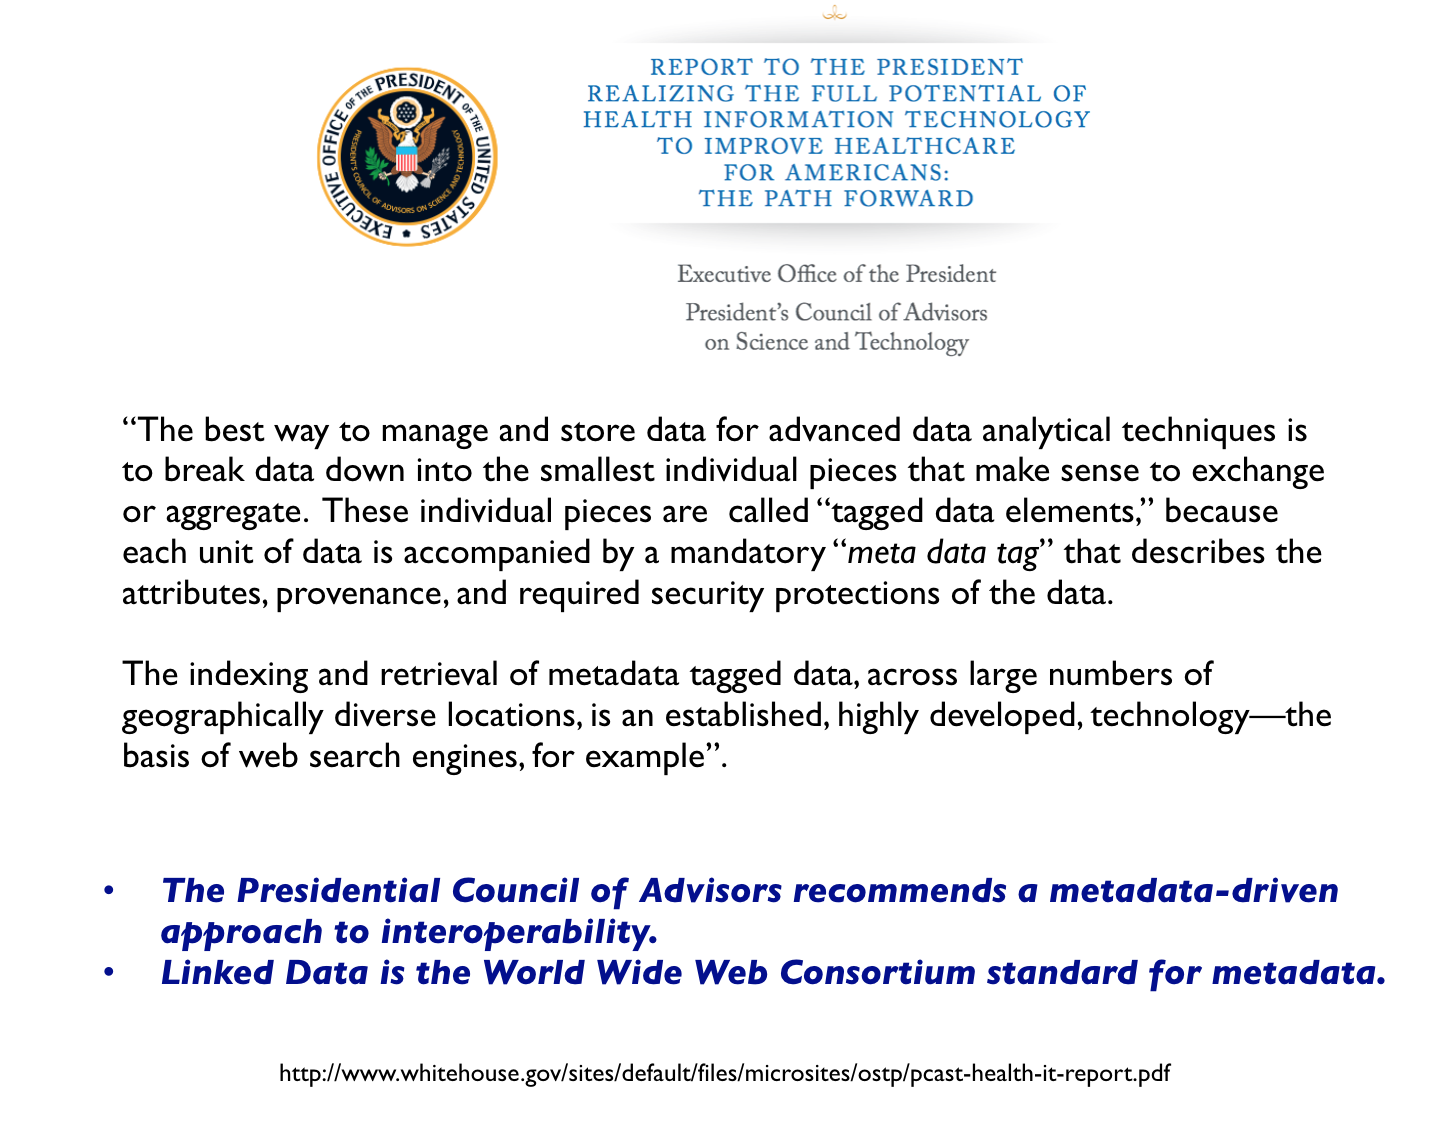 EXECUTIVE OFFICE OF THE PRESIDENT OF THE UNITED STATES
PRESIDENT'S COUNCIL OF ADVISORS ON SCIENCE AND TECHNOLOGY
REPORT TO THE PRESIDENT
REALIZING THE FULL POTENTIAL OF
HEALTH INFORMATION TECHNOLOGY
TO IMPROVE HEALTHCARE
FOR AMERICANS:
THE PATH FORWARD
Executive Office of the President
President’s Council of Advisors
on Science and Technology
“The best way to manage and store data for advanced data analytical techniques is
to break data down into the smallest individual pieces that make sense to exchange
or aggregate. These individual pieces are  called “tagged data elements,” because
each unit of data is accompanied by a mandatory “meta data tag” that describes the
attributes, provenance, and required security protections of the data.
The indexing and retrieval of metadata tagged data, across large numbers of
geographically diverse locations, is an established, highly developed, technology—the
basis of web search engines, for example”.
• The Presidential Council of Advisors recommends a metadata-driven
approach to interoperability.
• Linked Data is the World Wide Web Consortium standard for metadata.
http://www.whitehouse.gov/sites/default/files/microsites/ostp/pcast-health-it-report.pdf